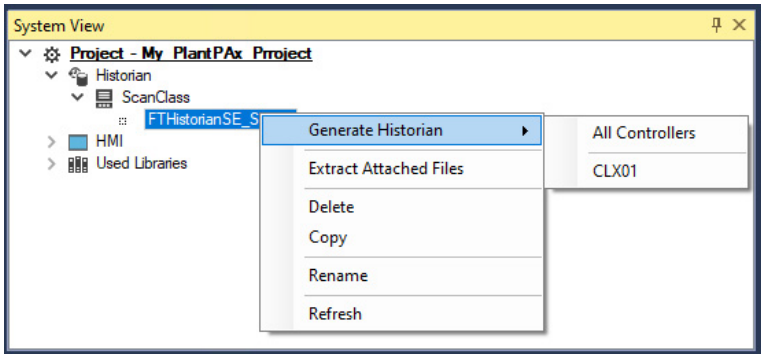 System View
Project - My_PlantPAx_Prroject
Historian
ScanClass
FTHistorianSE_S
HMI
Used Libraries
Generate Historian
Extract Attached Files
Delete
Copy
Rename
Refresh
All Controllers
CLX01